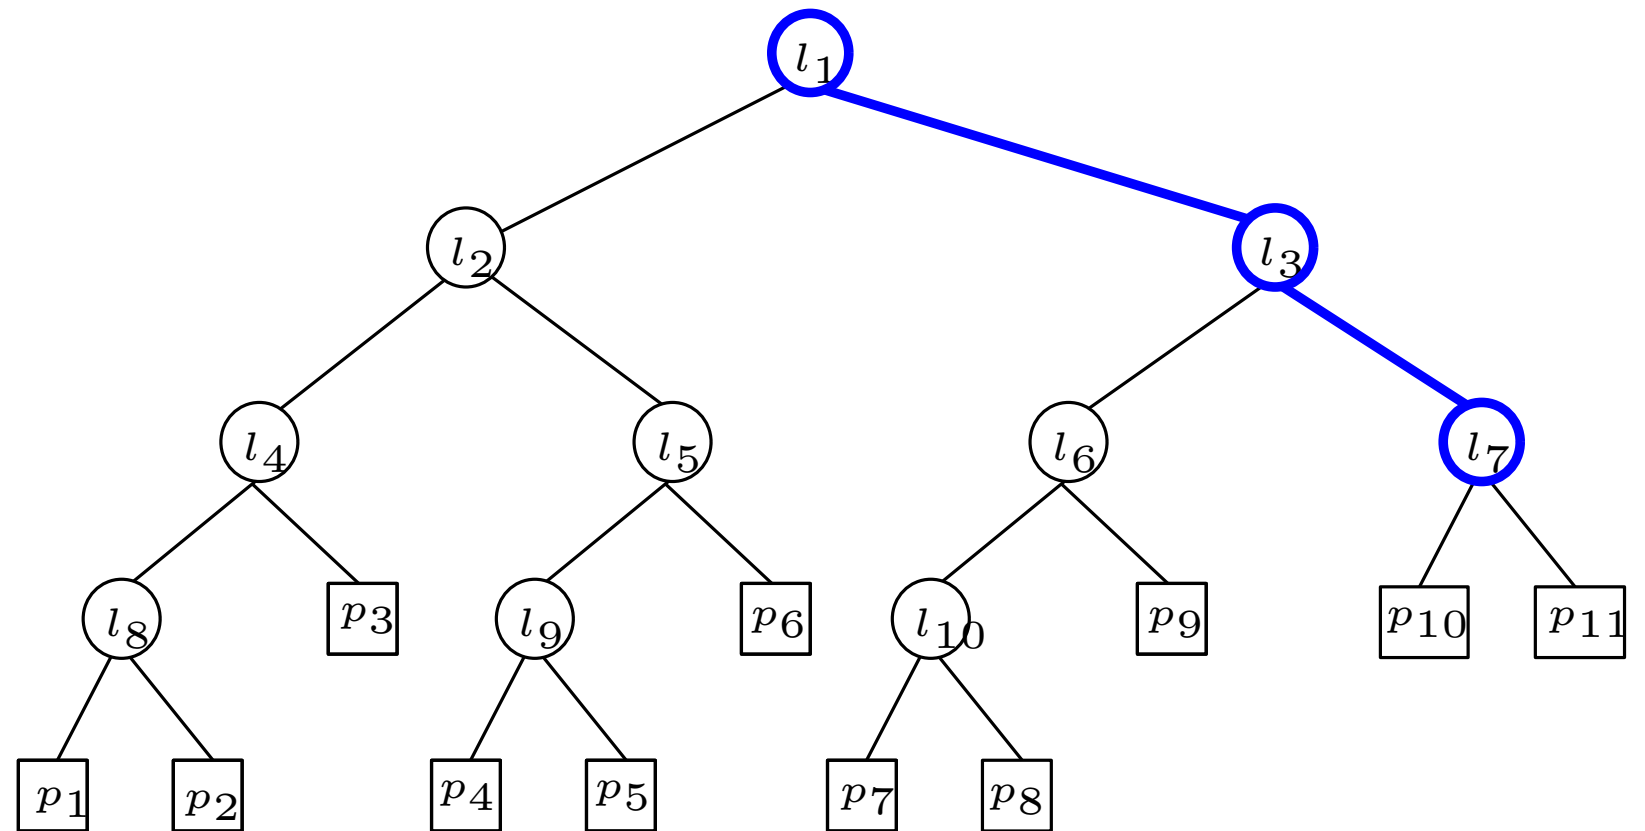 l₁
l₂ l₃
l₄ l₅ l₆ l₇
l₈ p₃ l₉ p₆ l₁₀ p₉ p₁₀ p₁₁
p₁ p₂ p₄ p₅ p₇ p₈